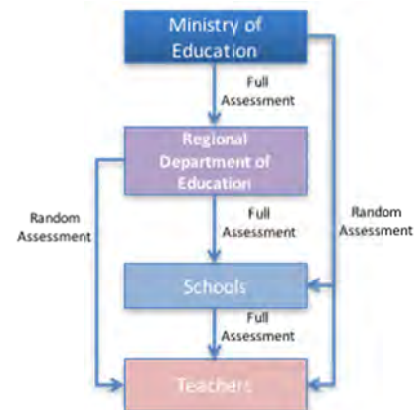 Ministry of
Education
Full
Assessment
Regional
Department of
Education
Random
Assessment
Full
Assessment
Random
Assessment
Schools
Full
Assessment
Teachers